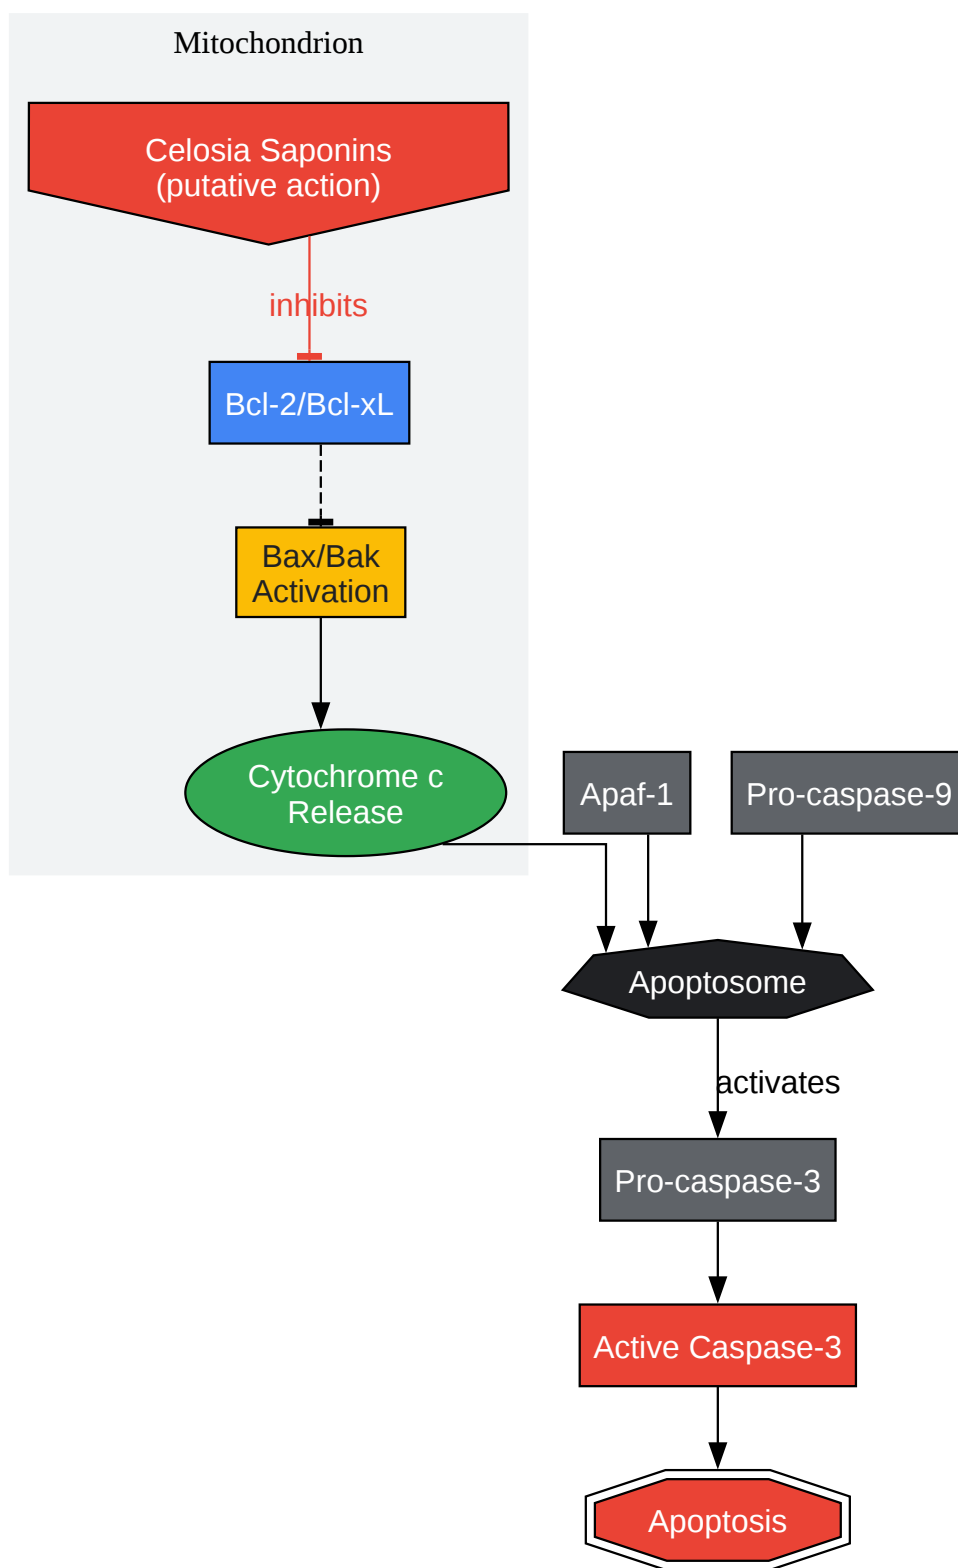 Mitochondrion
Celosia Saponins
(putative action)
inhibits
Bcl-2/Bcl-xL
Bax/Bak
Activation
Cytochrome c
Release
Apaf-1
Pro-caspase-9
Apoptosome
activates
Pro-caspase-3
Active Caspase-3
Apoptosis